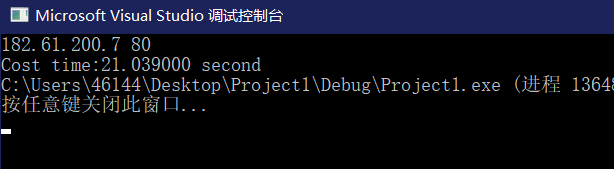 Microsoft Visual Studio 调试控制台
182.61.200.7 80
Cost time:21.039000 second
C:\Users\46144\Desktop\Project1\Debug\Project1.exe (进程 13648
按任意键关闭此窗口...